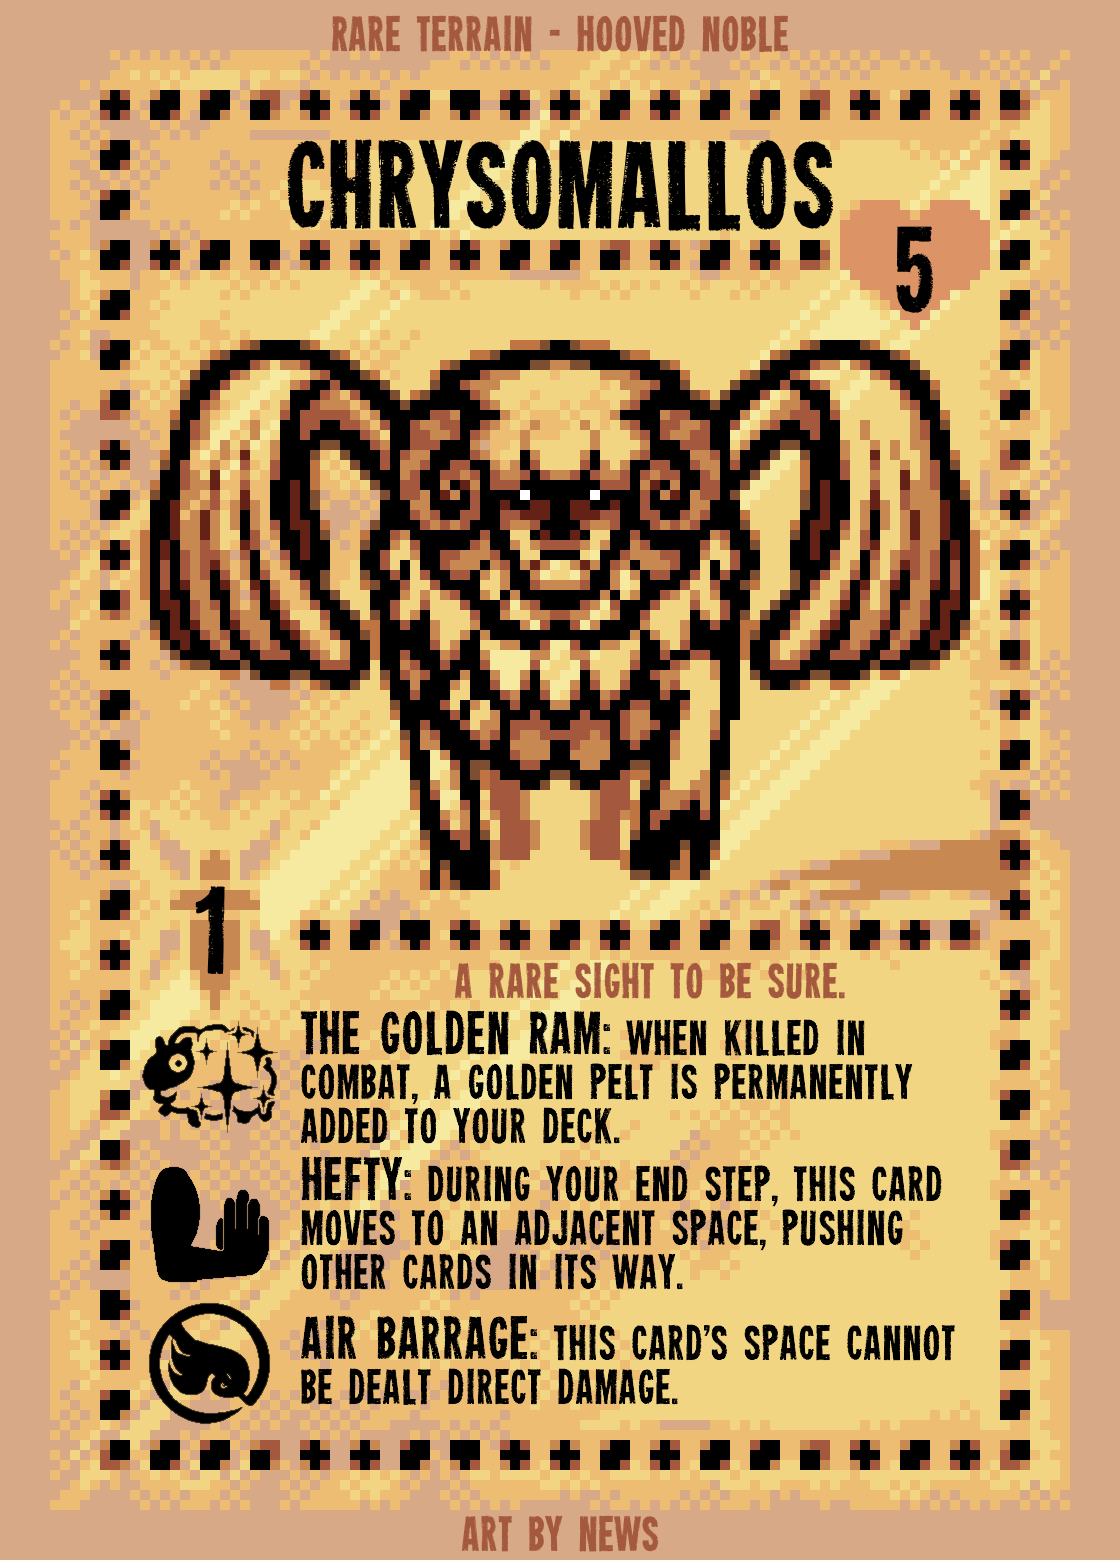 RARE TERRAIN - HOOVED NOBLE
CHRYSOMALLOS
5
1
A RARE SIGHT TO BE SURE.
THE GOLDEN RAM: WHEN KILLED IN
COMBAT, A GOLDEN PELT IS PERMANENTLY
ADDED TO YOUR DECK.
HEFTY: DURING YOUR END STEP, THIS CARD
MOVES TO AN ADJACENT SPACE, PUSHING
OTHER CARDS IN ITS WAY.
AIR BARRAGE: THIS CARD'S SPACE CANNOT
BE DEALT DIRECT DAMAGE.
ART BY NEWS